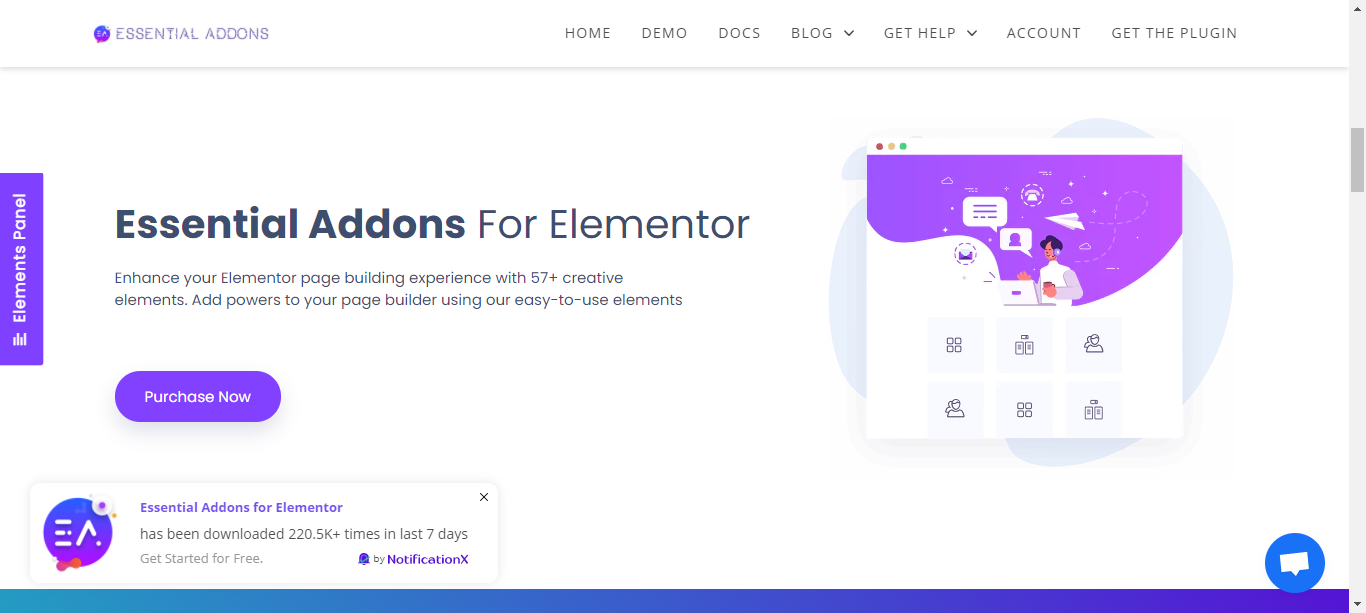 ESSENTIAL ADDONS
HOME DEMO DOCS BLOG GET HELP ACCOUNT GET THE PLUGIN
Elements Panel
Essential Addons For Elementor
Enhance your Elementor page building experience with 57+ creative
elements. Add powers to your page builder using our easy-to-use elements
Purchase Now
EA
Essential Addons for Elementor
has been downloaded 220.5K+ times in last 7 days
Get Started for Free. by NotificationX